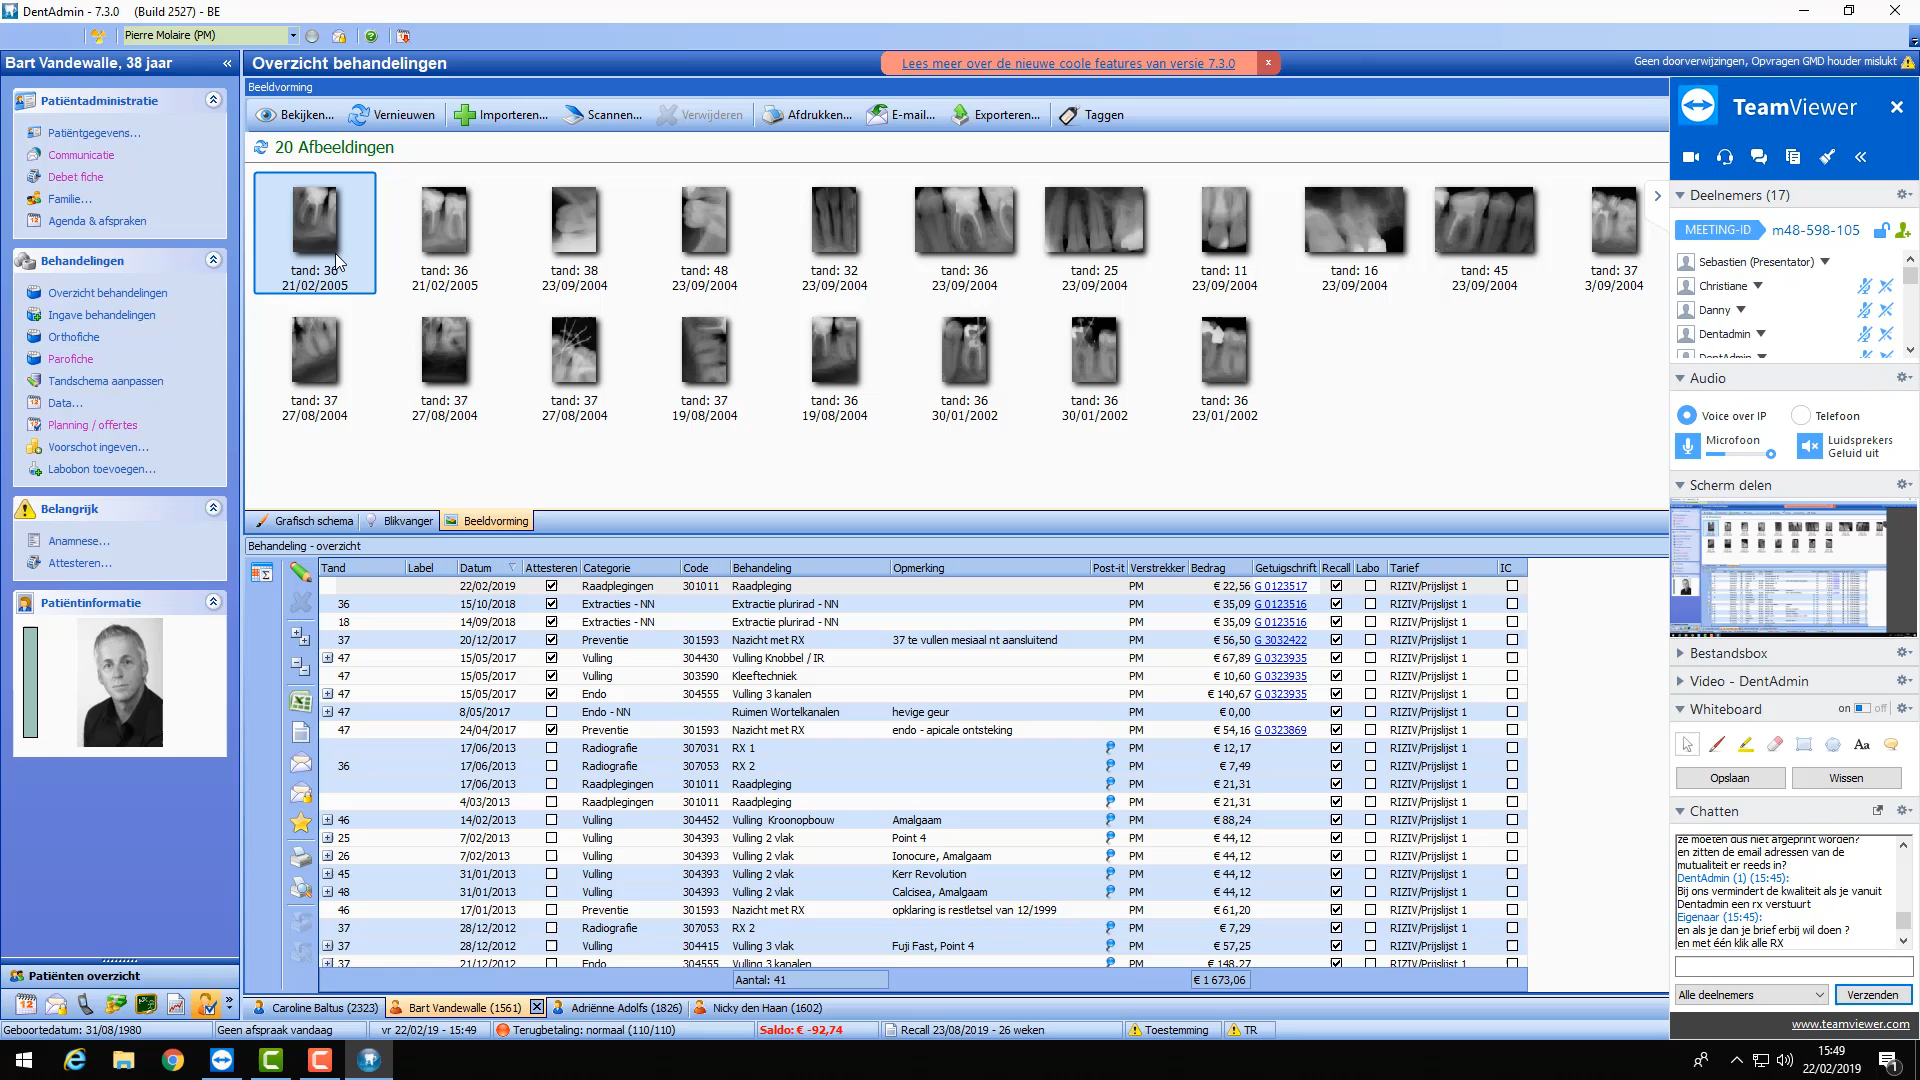 DentAdmin - 7.3.0 (Build 2527) - BE
Pierre Molaire (PM)
Bart Vandewalle, 38 jaar «
Overzicht behandelingen
Lees meer over de nieuwe coole features van versie 7.3.0 x
Geen doorverwijzingen, Opvragen GMD houder mislukt
Patiëntadministratie
Patiëntgegevens...
Communicatie
Debet fiche
Familie...
Agenda & afspraken
Behandelingen
Overzicht behandelingen
Ingave behandelingen
Orthofiche
Parofiche
Tandschema aanpassen
Data...
Planning / offertes
Voorschot ingeven...
Labobon toevoegen...
Belangrijk
Anamnese...
Attesteren...
Patiëntinformatie
Patiënten overzicht
Beeldvorming
Bekijken... Vernieuwen Importeren... Scannen... Verwijderen Afdrukken... E-mail... Exporteren... Taggen
20 Afbeeldingen
tand: 36 tand: 36 tand: 38 tand: 48 tand: 32 tand: 36 tand: 25 tand: 11 tand: 16 tand: 45 tand: 37
21/02/2005 21/02/2005 23/09/2004 23/09/2004 23/09/2004 23/09/2004 23/09/2004 23/09/2004 23/09/2004 23/09/2004 3/09/2004
tand: 37 tand: 37 tand: 37 tand: 37 tand: 36 tand: 36 tand: 36 tand: 36
27/08/2004 27/08/2004 27/08/2004 19/08/2004 19/08/2004 30/01/2002 30/01/2002 23/01/2002
Grafisch schema Blikvanger Beeldvorming
Behandeling - overzicht
Tand Label Datum Attesteren Categorie Code Behandeling Opmerking Post-it Verstrekker Bedrag Getuigschrift Recall Labo Tarief IC
22/02/2019 Raadplegingen 301011 Raadpleging PM € 22,56 G 0123517 RIZIV/Prijslijst 1
36 15/10/2018 Extracties - NN Extractie plurirad - NN PM € 35,09 G 0123516 RIZIV/Prijslijst 1
18 14/09/2018 Extracties - NN Extractie plurirad - NN PM € 35,09 G 0123516 RIZIV/Prijslijst 1
37 20/12/2017 Preventie 301593 Nazicht met RX 37 te vullen mesiaal nt aansluitend PM € 56,50 G 3032422 RIZIV/Prijslijst 1
47 15/05/2017 Vulling 304430 Vulling Knobbel / IR PM € 67,89 G 0323935 RIZIV/Prijslijst 1
47 15/05/2017 Vulling 303590 Kleeftechniek PM € 10,60 G 0323935 RIZIV/Prijslijst 1
47 15/05/2017 Endo 304555 Vulling 3 kanalen PM € 140,67 G 0323935 RIZIV/Prijslijst 1
47 8/05/2017 Endo - NN Ruimen Wortelkanalen hevige geur PM € 0,00 RIZIV/Prijslijst 1
47 24/04/2017 Preventie 301593 Nazicht met RX endo - apicale ontsteking PM € 54,16 G 0323869 RIZIV/Prijslijst 1
17/06/2013 Radiografie 307031 RX 1 PM € 12,17 RIZIV/Prijslijst 1
36 17/06/2013 Radiografie 307053 RX 2 PM € 7,49 RIZIV/Prijslijst 1
17/06/2013 Raadplegingen 301011 Raadpleging PM € 21,31 RIZIV/Prijslijst 1
4/03/2013 Raadplegingen 301011 Raadpleging PM € 21,31 RIZIV/Prijslijst 1
46 14/02/2013 Vulling 304452 Vulling Kroonopbouw Amalgaam PM € 88,24 RIZIV/Prijslijst 1
25 7/02/2013 Vulling 304393 Vulling 2 vlak Point 4 PM € 44,12 RIZIV/Prijslijst 1
26 7/02/2013 Vulling 304393 Vulling 2 vlak Ionocure, Amalgaam PM € 44,12 RIZIV/Prijslijst 1
45 31/01/2013 Vulling 304393 Vulling 2 vlak Kerr Revolution PM € 44,12 RIZIV/Prijslijst 1
48 31/01/2013 Vulling 304393 Vulling 2 vlak Calcisea, Amalgaam PM € 44,12 RIZIV/Prijslijst 1
46 17/01/2013 Preventie 301593 Nazicht met RX opklaring is restletsel van 12/1999 PM € 61,20 RIZIV/Prijslijst 1
37 28/12/2012 Radiografie 307053 RX 2 PM € 7,29 RIZIV/Prijslijst 1
37 28/12/2012 Vulling 304415 Vulling 3 vlak Fuji Fast, Point 4 PM € 57,25 RIZIV/Prijslijst 1
37 21/12/2012 Endo 304555 Vulling 3 kanalen PM € 148,27 RIZIV/Prijslijst 1
Aantal: 41 € 1 673,06
Caroline Baltus (2323) Bart Vandewalle (1561) Adriënne Adolfs (1826) Nicky den Haan (1602)
Geboortedatum: 31/08/1980 Geen afspraak vandaag vr 22/02/19 - 15:49 Terugbetaling: normaal (110/110) Saldo: € -92,74 Recall 23/08/2019 - 26 weken Toestemming TR
TeamViewer
Deelnemers (17)
MEETING-ID m48-598-105
Sebastien (Presentator)
Christiane
Danny
Dentadmin
DentAdmin
Audio
Voice over IP Telefoon
Microfoon Luidsprekers
Geluid uit
Scherm delen
Bestandsbox
Video - DentAdmin
Whiteboard on off
Aa
Opslaan Wissen
Chatten
ze moeten dus niet afgeprint worden?
en zitten de email adressen van de
mutualiteit er reeds in?
DentAdmin (1) (15:45):
Bij ons vermindert de kwaliteit als je vanuit
Dentadmin een rx verstuurt
Eigenaar (15:45):
en als je dan je brief erbij wil doen ?
en met één klik alle RX
Alle deelnemers Verzenden
www.teamviewer.com
15:49
22/02/2019
1